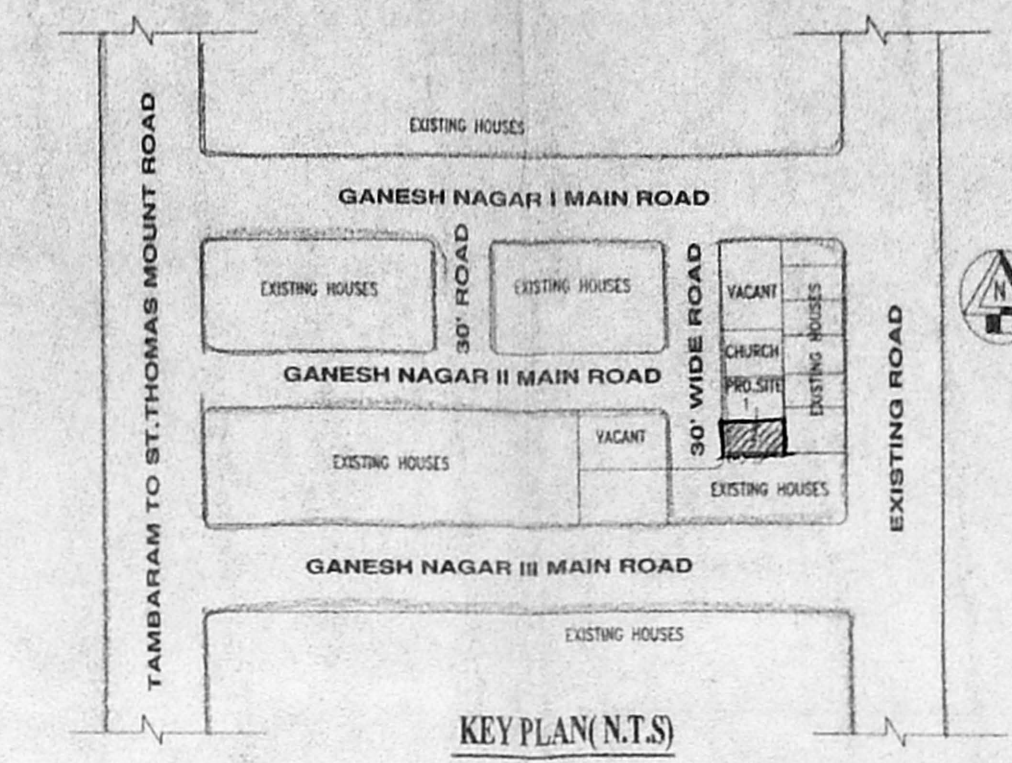 EXISTING HOUSES
GANESH NAGAR I MAIN ROAD
TAMBARAM TO ST.THOMAS MOUNT ROAD
EXISTING HOUSES
30' ROAD
EXISTING HOUSES
30' WIDE ROAD
VACANT
CHURCH
PRO.SITE
1
EXISTING HOUSES
EXISTING ROAD
N
GANESH NAGAR II MAIN ROAD
EXISTING HOUSES
VACANT
EXISTING HOUSES
GANESH NAGAR III MAIN ROAD
EXISTING HOUSES
KEY PLAN( N.T.S)